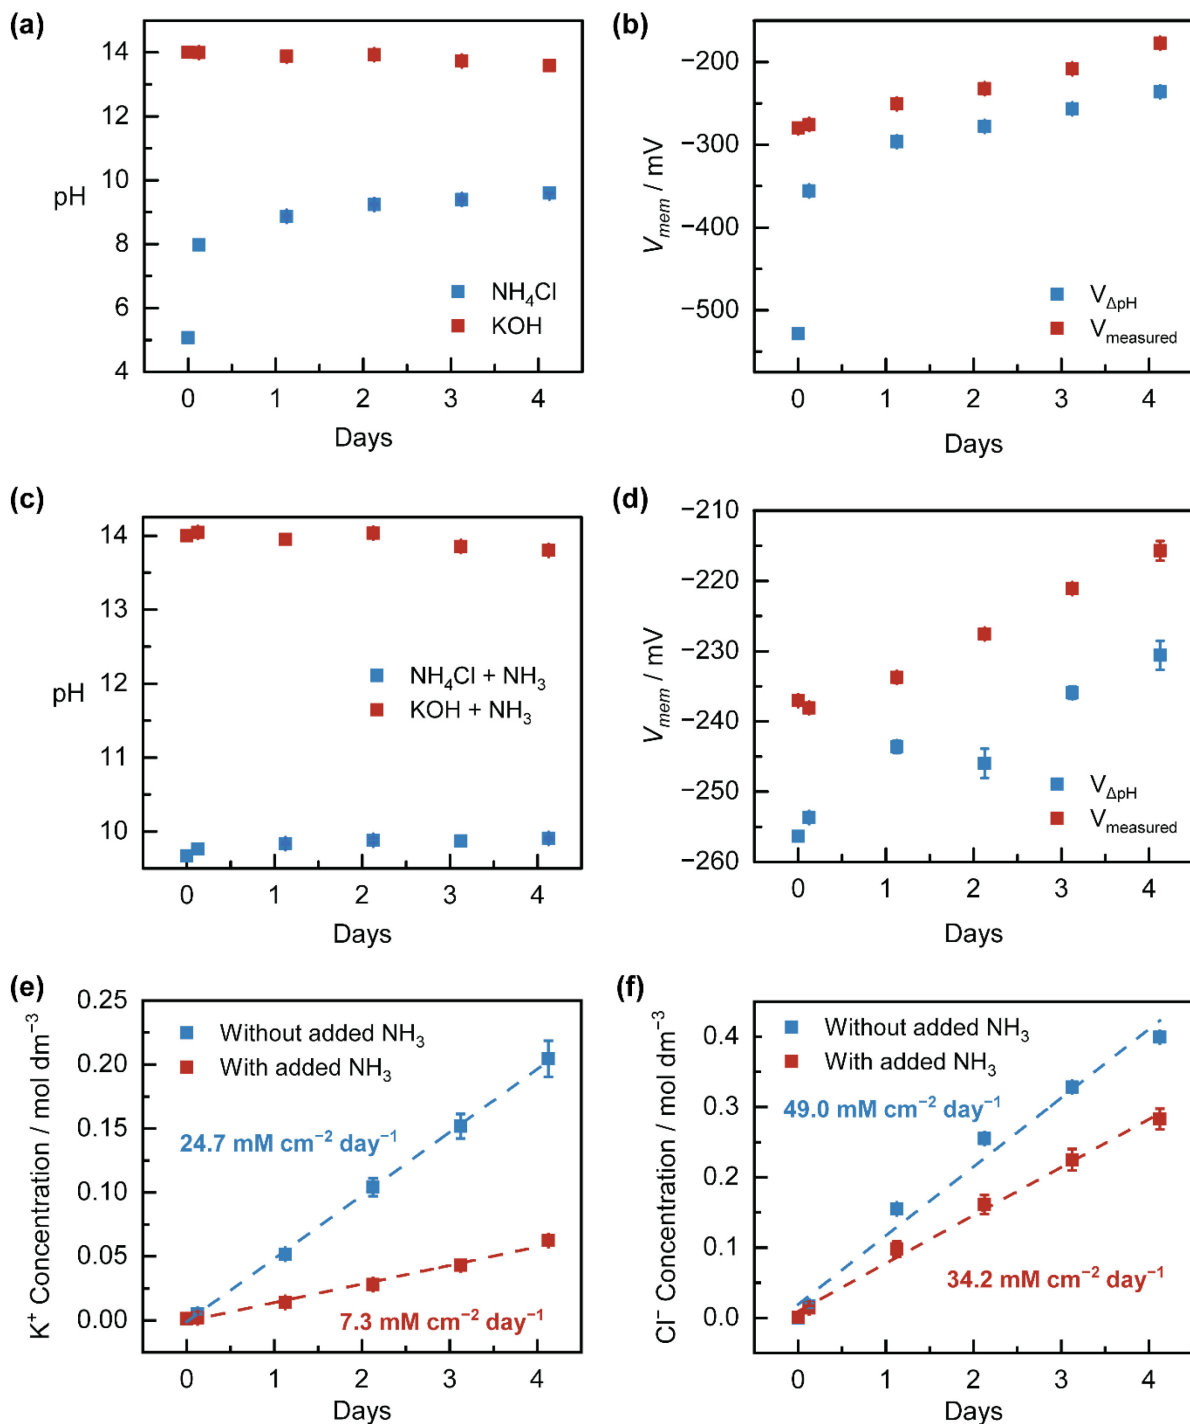 (a)
14
12
10
8
6
4
pH
NH₄Cl
KOH
0 1 2 3 4
Days
(b)
−200
−300
−400
−500
V_mem / mV
V_ΔpH
V_measured
0 1 2 3 4
Days
(c)
14
13
12
11
10
pH
NH₄Cl + NH₃
KOH + NH₃
0 1 2 3 4
Days
(d)
−210
−220
−230
−240
−250
−260
V_mem / mV
V_ΔpH
V_measured
0 1 2 3 4
Days
(e)
0.25
0.20
0.15
0.10
0.05
0.00
K⁺ Concentration / mol dm⁻³
Without added NH₃
With added NH₃
24.7 mM cm⁻² day⁻¹
7.3 mM cm⁻² day⁻¹
0 1 2 3 4
Days
(f)
0.4
0.3
0.2
0.1
0.0
Cl⁻ Concentration / mol dm⁻³
Without added NH₃
With added NH₃
49.0 mM cm⁻² day⁻¹
34.2 mM cm⁻² day⁻¹
0 1 2 3 4
Days